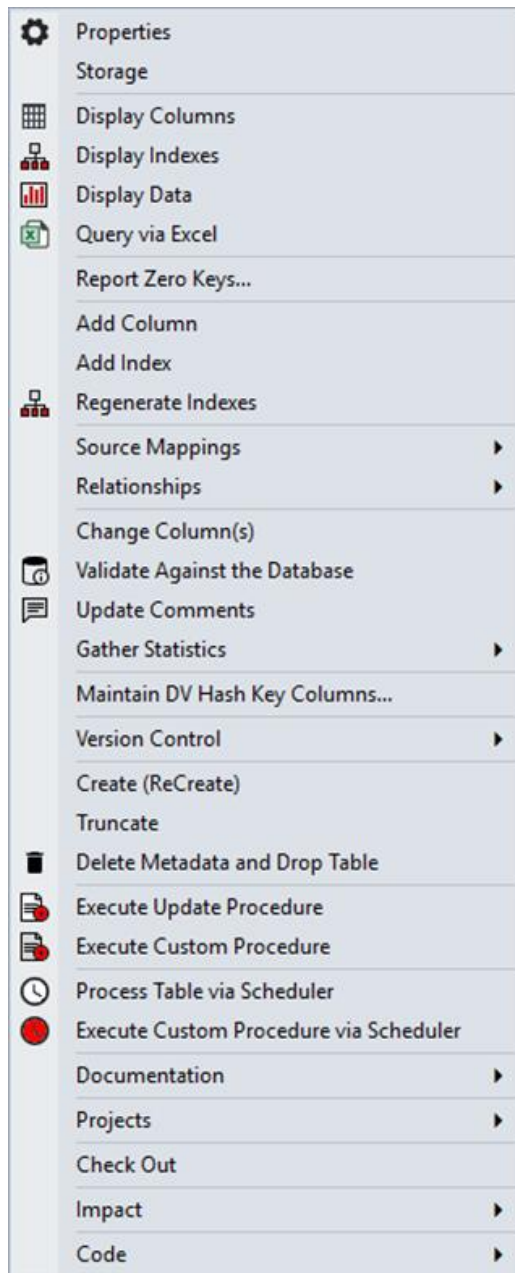 Properties
Storage
Display Columns
Display Indexes
Display Data
Query via Excel
Report Zero Keys...
Add Column
Add Index
Regenerate Indexes
Source Mappings
Relationships
Change Column(s)
Validate Against the Database
Update Comments
Gather Statistics
Maintain DV Hash Key Columns...
Version Control
Create (ReCreate)
Truncate
Delete Metadata and Drop Table
Execute Update Procedure
Execute Custom Procedure
Process Table via Scheduler
Execute Custom Procedure via Scheduler
Documentation
Projects
Check Out
Impact
Code